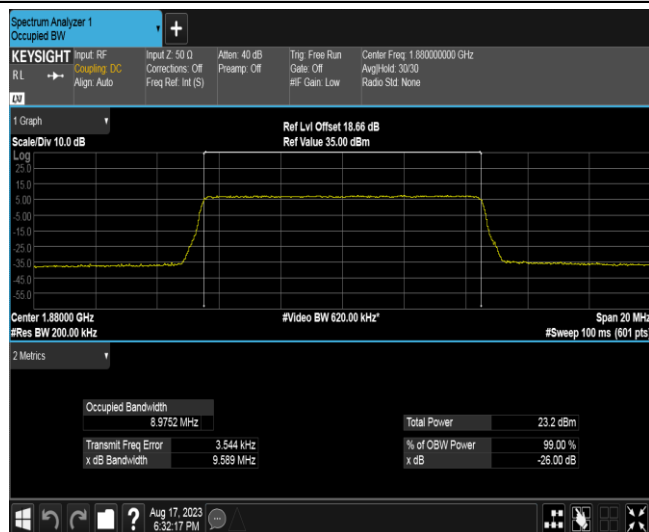 Spectrum Analyzer 1
Occupied BW
+
KEYSIGHT Input: RF Input Z: 50 Ω Atten: 40 dB Trig: Free Run Center Freq: 1.880000000 GHz
RL Coupling: DC Corrections: Off Preamp: Off Gate: Off Avg|Hold: 30/30
Align: Auto Freq Ref: Int (S) #IF Gain: Low Radio Std: None
LXI
1 Graph
Ref Lvl Offset 18.66 dB
Scale/Div 10.0 dB Ref Value 35.00 dBm
Log
25.0
15.0
5.00
-5.00
-15.0
-25.0
-35.0
-45.0
-55.0
Center 1.88000 GHz #Video BW 620.00 kHz* Span 20 MHz
#Res BW 200.00 kHz #Sweep 100 ms (601 pts
2 Metrics
Occupied Bandwidth
8.9752 MHz Total Power 23.2 dBm
Transmit Freq Error 3.544 kHz % of OBW Power 99.00 %
x dB Bandwidth 9.589 MHz x dB -26.00 dB
? Aug 17, 2023
6:32:17 PM